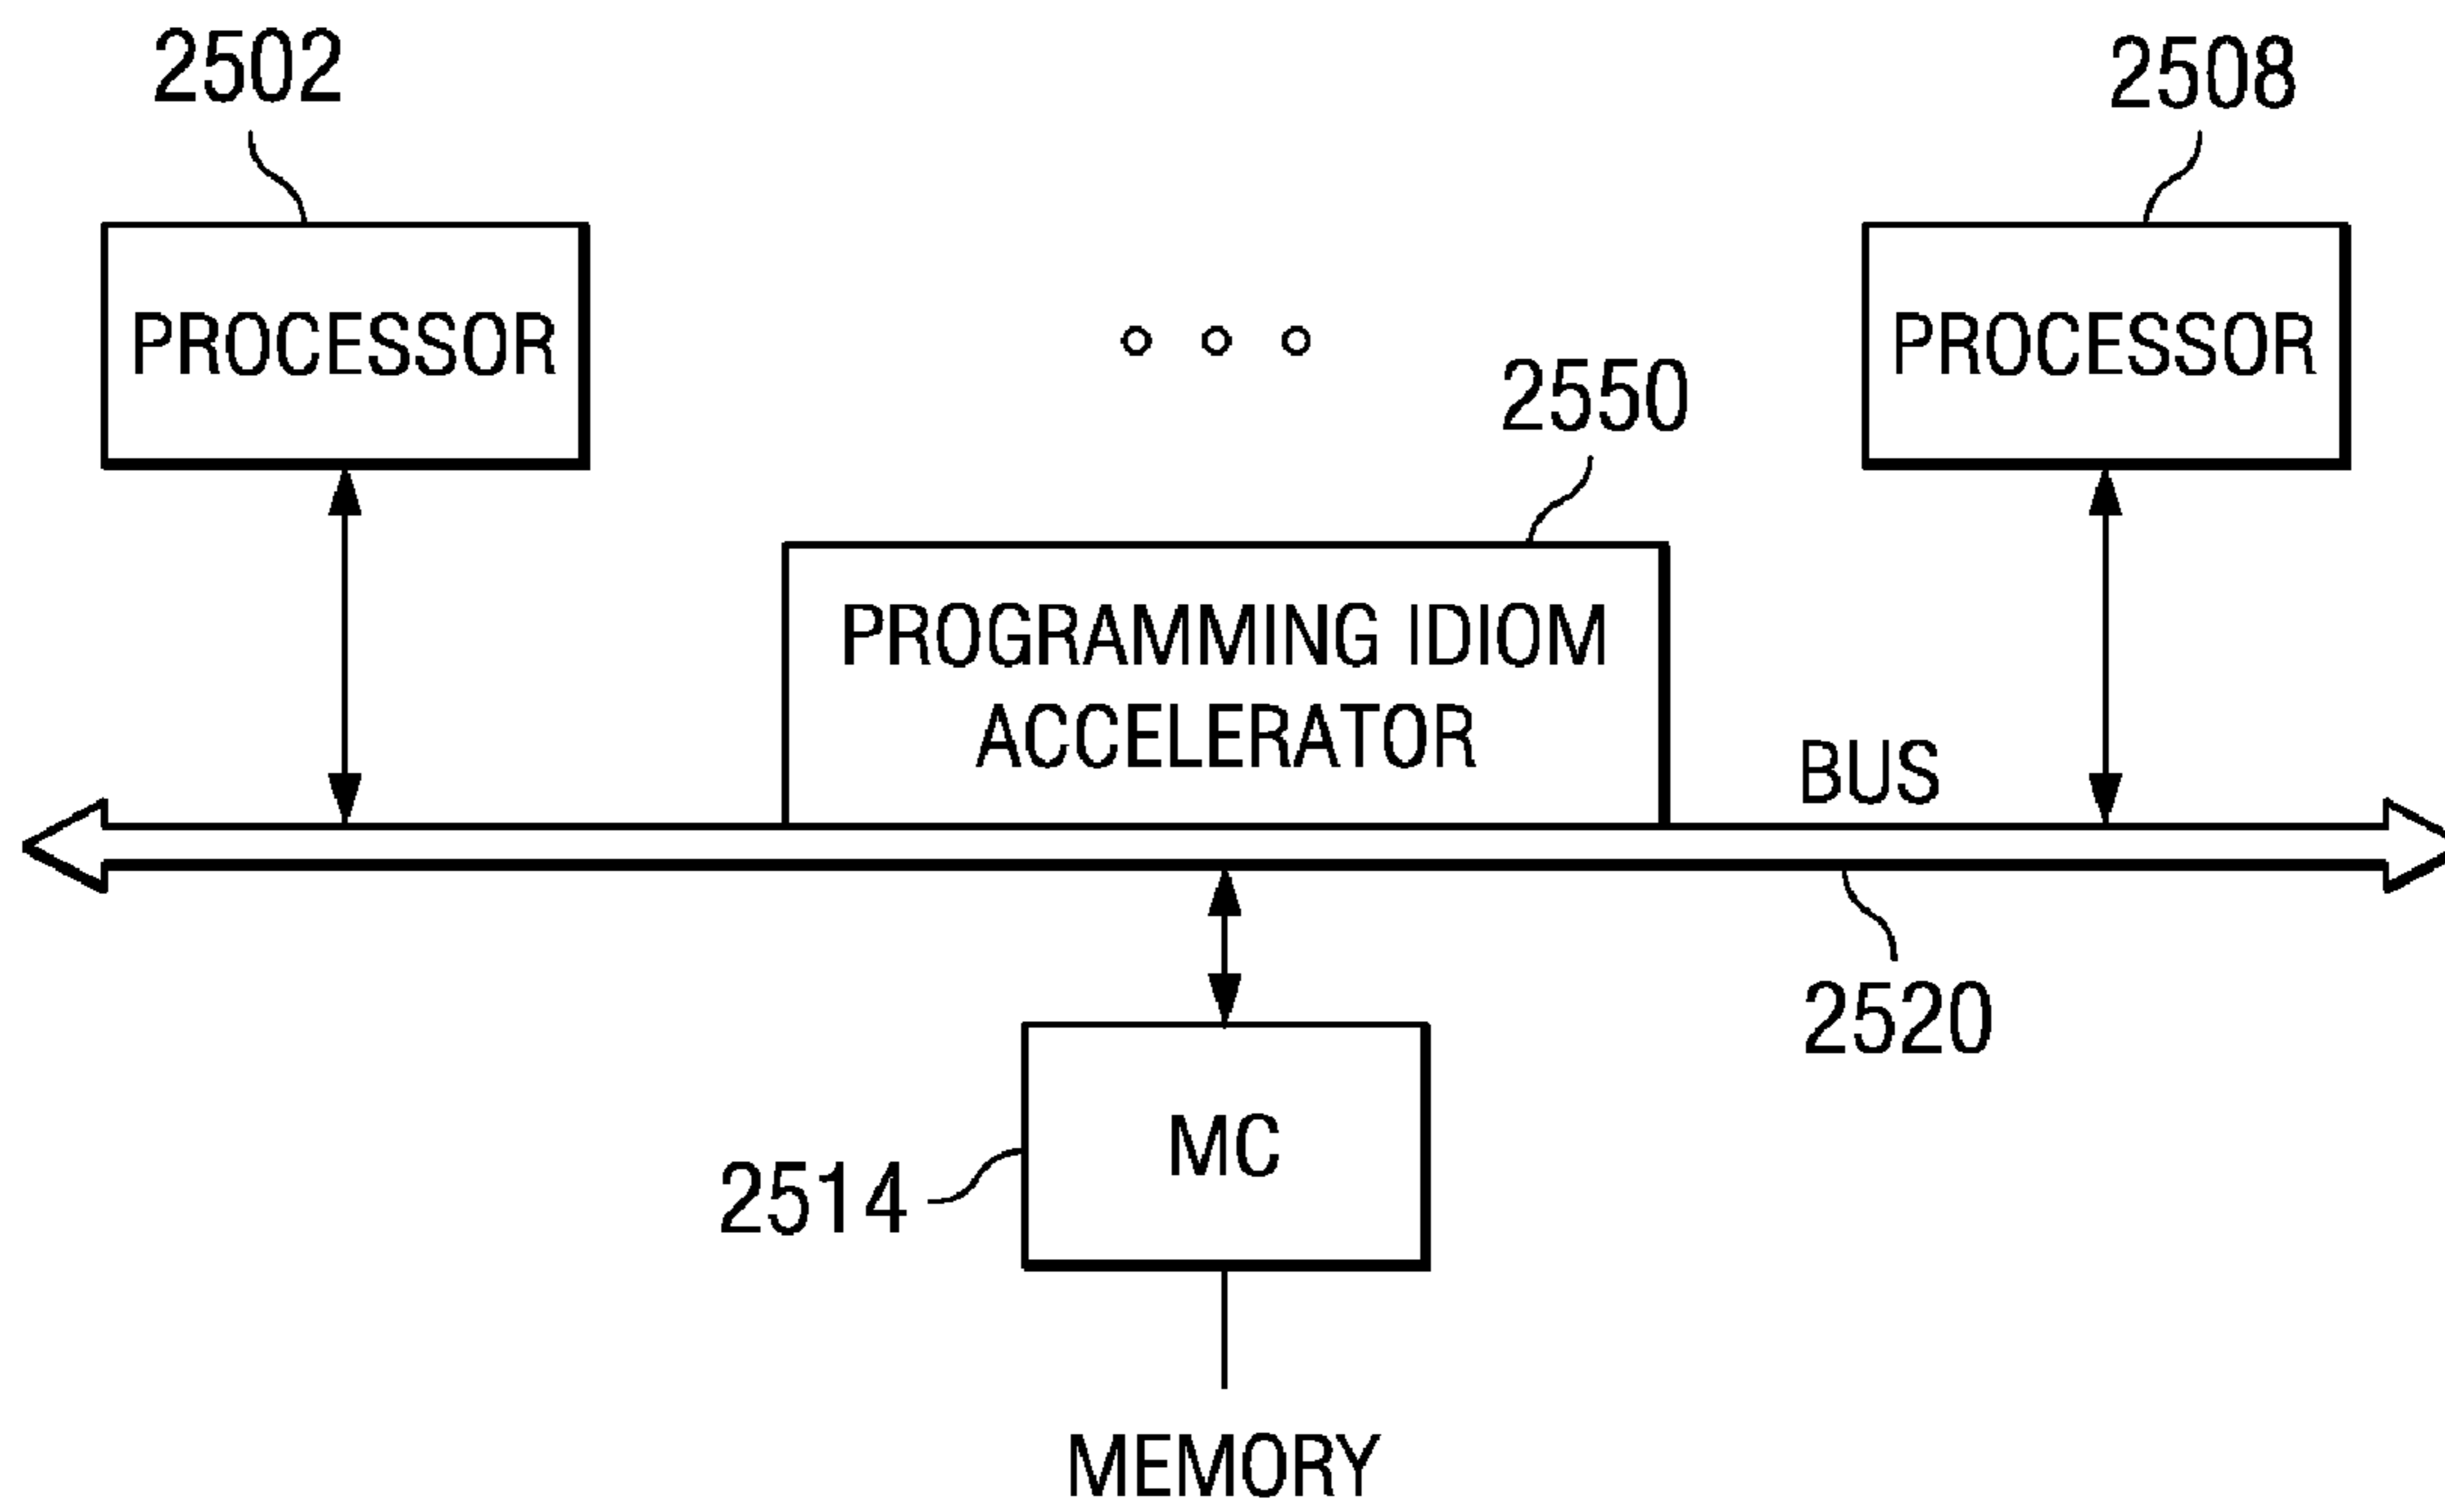 2502
2508
PROCESSOR
PROCESSOR
2550
PROGRAMMING IDIOM
ACCELERATOR
BUS
2520
MC
2514
MEMORY